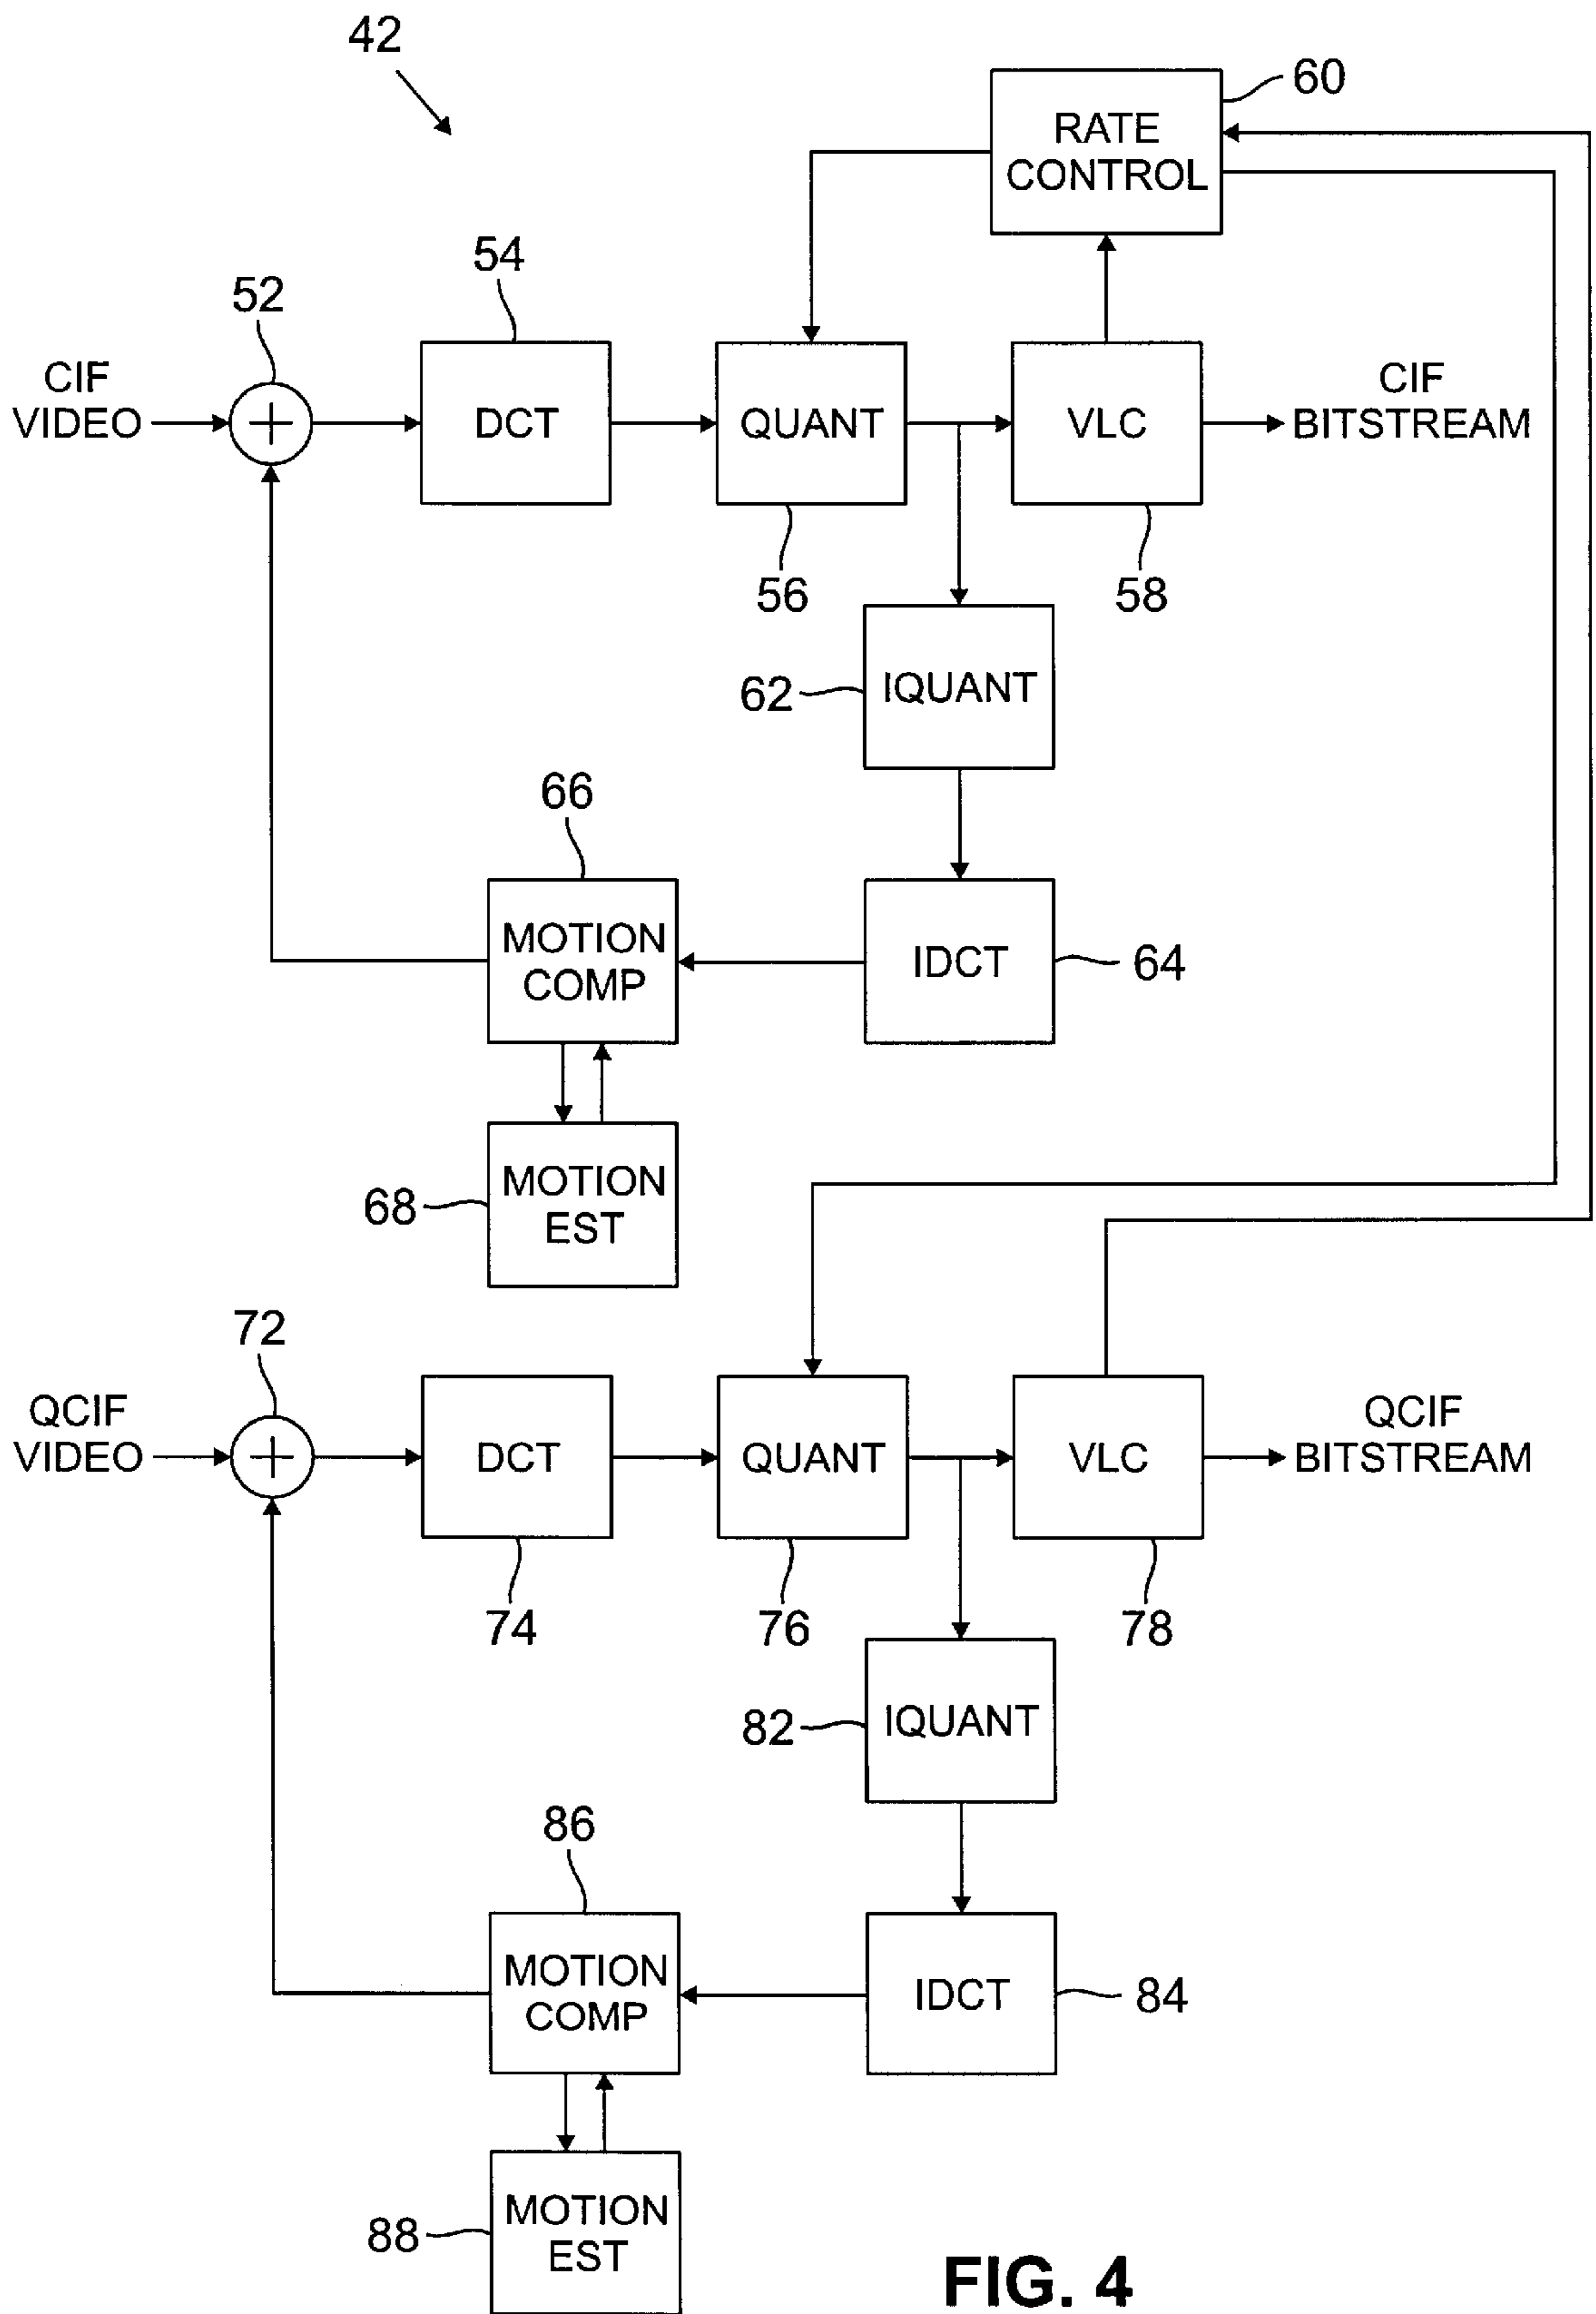 42
60
RATE
CONTROL
54
52
CIF
VIDEO
+
DCT
QUANT
VLC
CIF
BITSTREAM
56
58
62
IQUANT
66
MOTION
COMP
IDCT
64
68
MOTION
EST
72
QCIF
VIDEO
+
DCT
QUANT
VLC
QCIF
BITSTREAM
74
76
78
82
IQUANT
86
MOTION
COMP
IDCT
84
88
MOTION
EST
FIG. 4